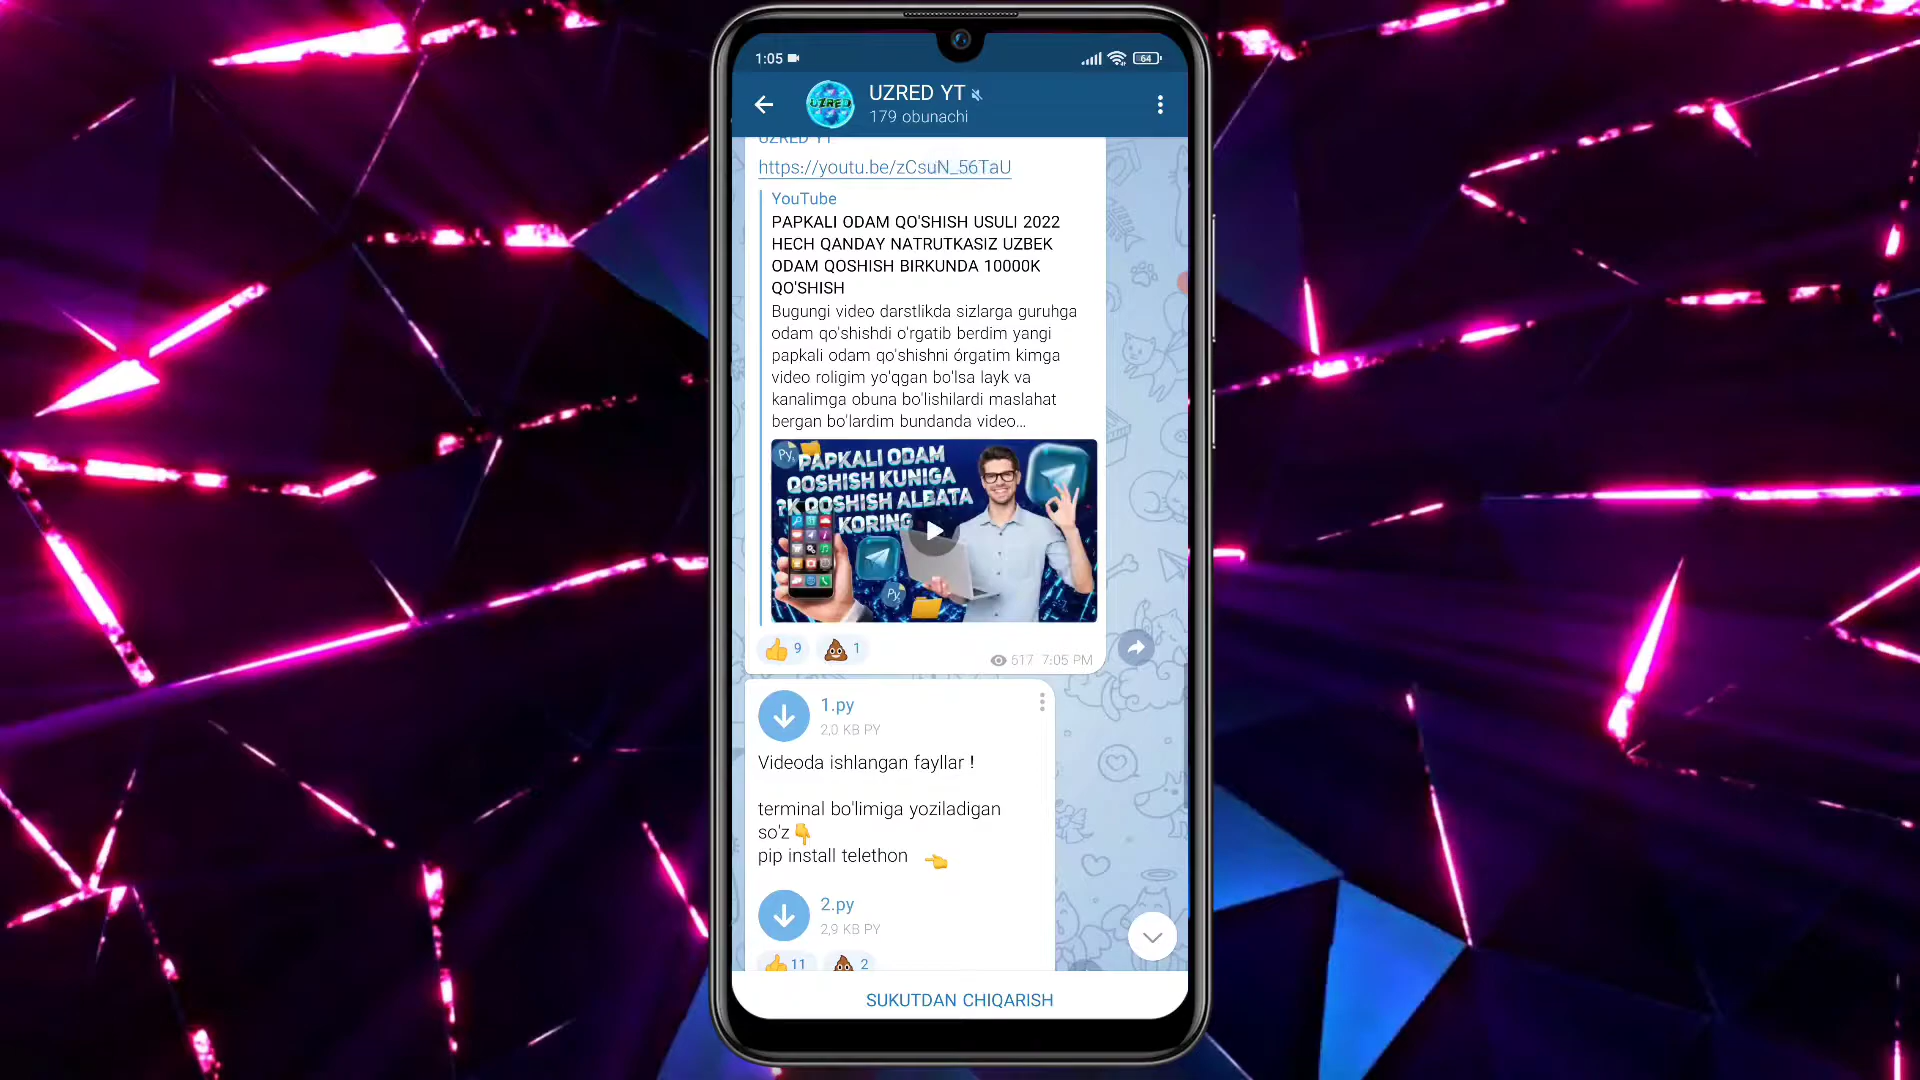 1:05
64
UZRED
UZRED YT
179 obunachi
UZRED YT
https://youtu.be/zCsuN_56TaU
YouTube
PAPKALI ODAM QO'SHISH USULI 2022
HECH QANDAY NATRUTKASIZ UZBEK
ODAM QOSHISH BIRKUNDA 10000K
QO'SHISH
Bugungi video darstlikda sizlarga guruhga
odam qo'shishdi o'rgatib berdim yangi
papkali odam qo'shishni órgatim kimga
video roligim yo'qgan bo'lsa layk va
kanalimga obuna bo'lishilardi maslahat
bergan bo'lardim bundanda video...
Py
PAPKALI ODAM
QOSHISH KUNIGA
?K QOSHISH ALBATA
KORING
Py
9
1
517 7:05 PM
1.py
2,0 KB PY
Videoda ishlangan fayllar !
terminal bo'limiga yoziladigan
so'z👇
pip install telethon 👈
2.py
2,9 KB PY
11
2
SUKUTDAN CHIQARISH